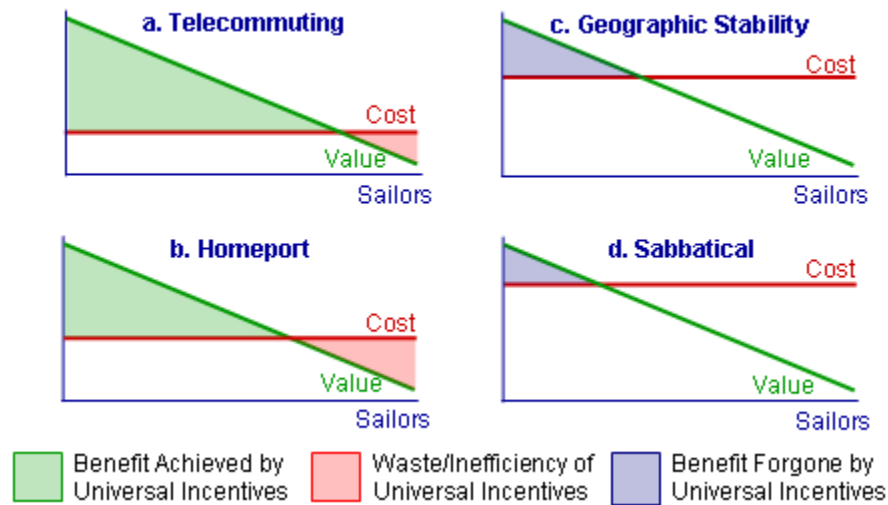 a. Telecommuting
Cost
Value
Sailors
c. Geographic Stability
Cost
Value
Sailors
b. Homeport
Cost
Value
Sailors
d. Sabbatical
Cost
Value
Sailors
Benefit Achieved by
Universal Incentives
Waste/Inefficiency of
Universal Incentives
Benefit Forgone by
Universal Incentives